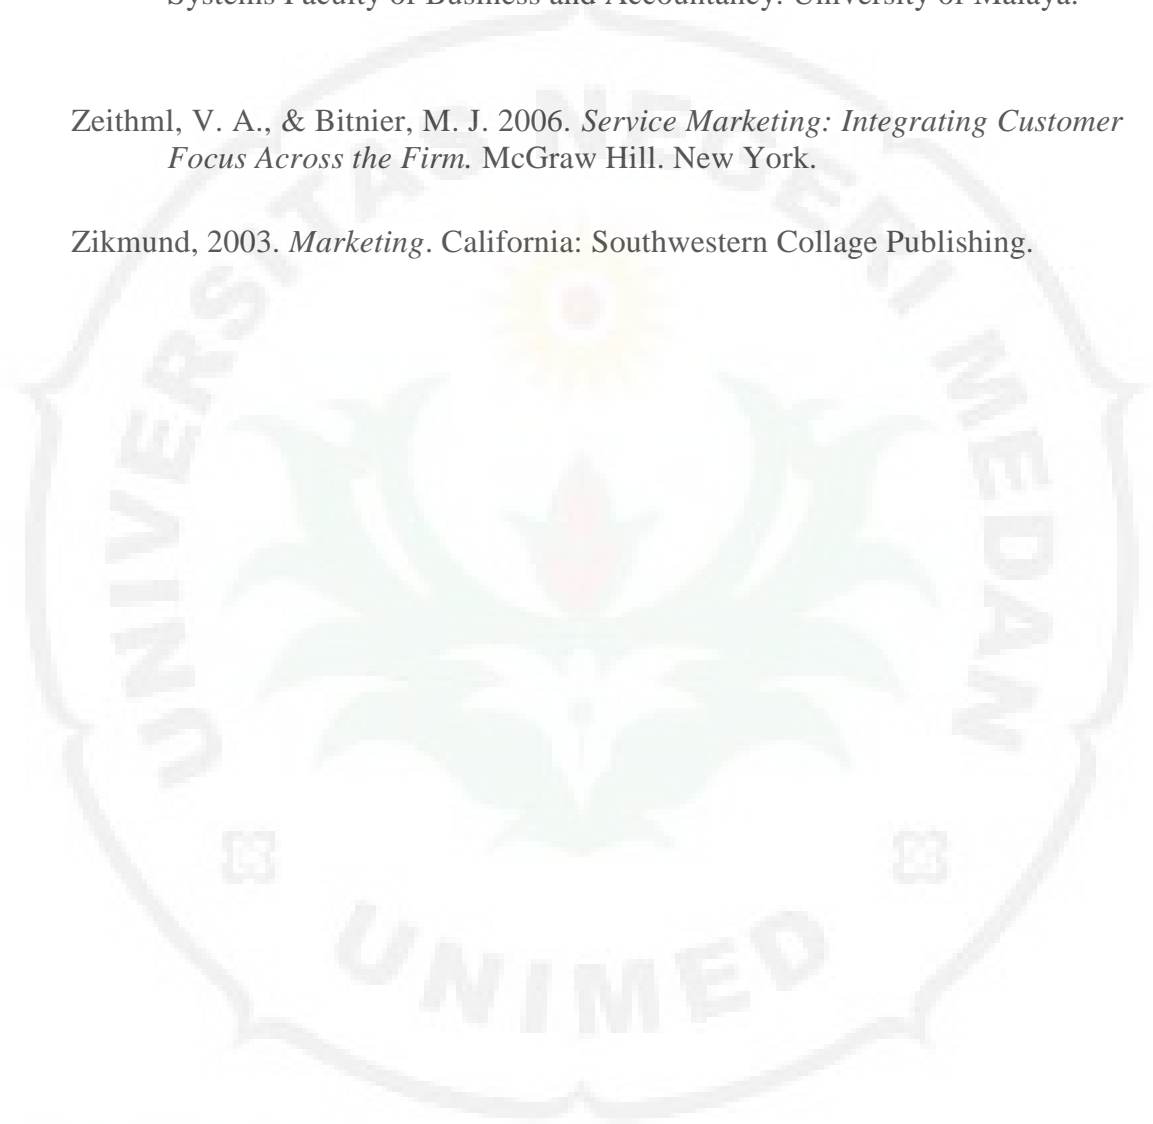 Systems Faculty of Business and Accountancy. University of Malaya.
Zeithml, V. A., & Bitnier, M. J. 2006. Service Marketing: Integrating Customer
Focus Across the Firm. McGraw Hill. New York.
Zikmund, 2003. Marketing. California: Southwestern Collage Publishing.
UNIVERSITAS NEGERI MEDAN
UNIMED